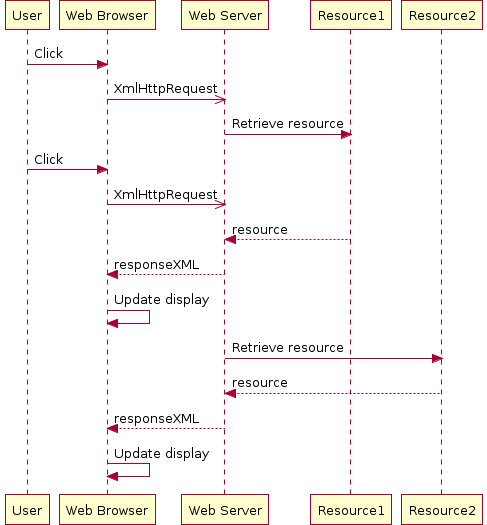 User Web Browser Web Server Resource1 Resource2
Click
XmlHttpRequest
Retrieve resource
Click
XmlHttpRequest
resource
responseXML
Update display
Retrieve resource
resource
responseXML
Update display
User Web Browser Web Server Resource1 Resource2